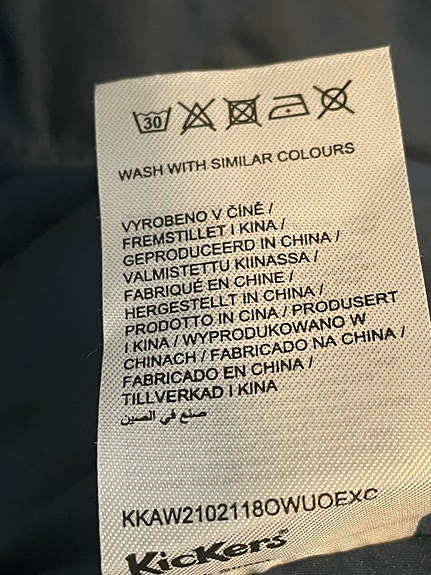 30
WASH WITH SIMILAR COLOURS
VYROBENO V ČÍNĚ /
FREMSTILLET I KINA /
GEPRODUCEERD IN CHINA /
VALMISTETTU KIINASSA /
FABRIQUÉ EN CHINE /
HERGESTELLT IN CHINA /
PRODOTTO IN CINA / PRODUSERT
I KINA / WYPRODUKOWANO W
CHINACH / FABRICADO NA CHINA /
FABRICADO EN CHINA /
TILLVERKAD I KINA
صنع في الصين
KKAW2102118OWUOEXC
KicKers